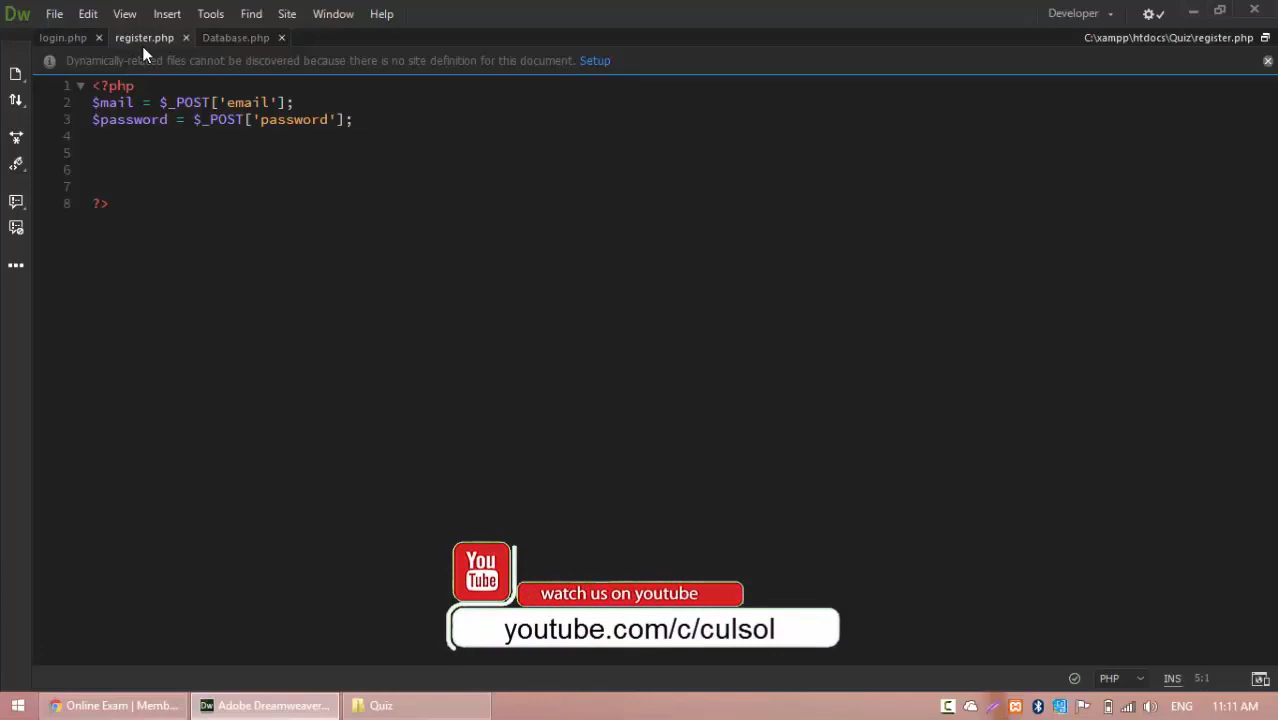 Dw File Edit View Insert Tools Find Site Window Help Developer
login.php × register.php × Database.php × C:\xampp\htdocs\Quiz\register.php
Dynamically-related files cannot be discovered because there is no site definition for this document. Setup
1 <?php
2 $mail = $_POST['email'];
3 $password = $_POST['password'];
4
5
6
7
8 ?>
You
Tube
watch us on youtube
youtube.com/c/culsol
PHP INS 5:1
Online Exam | Memb... Dw Adobe Dreamweaver... Quiz ENG 11:11 AM